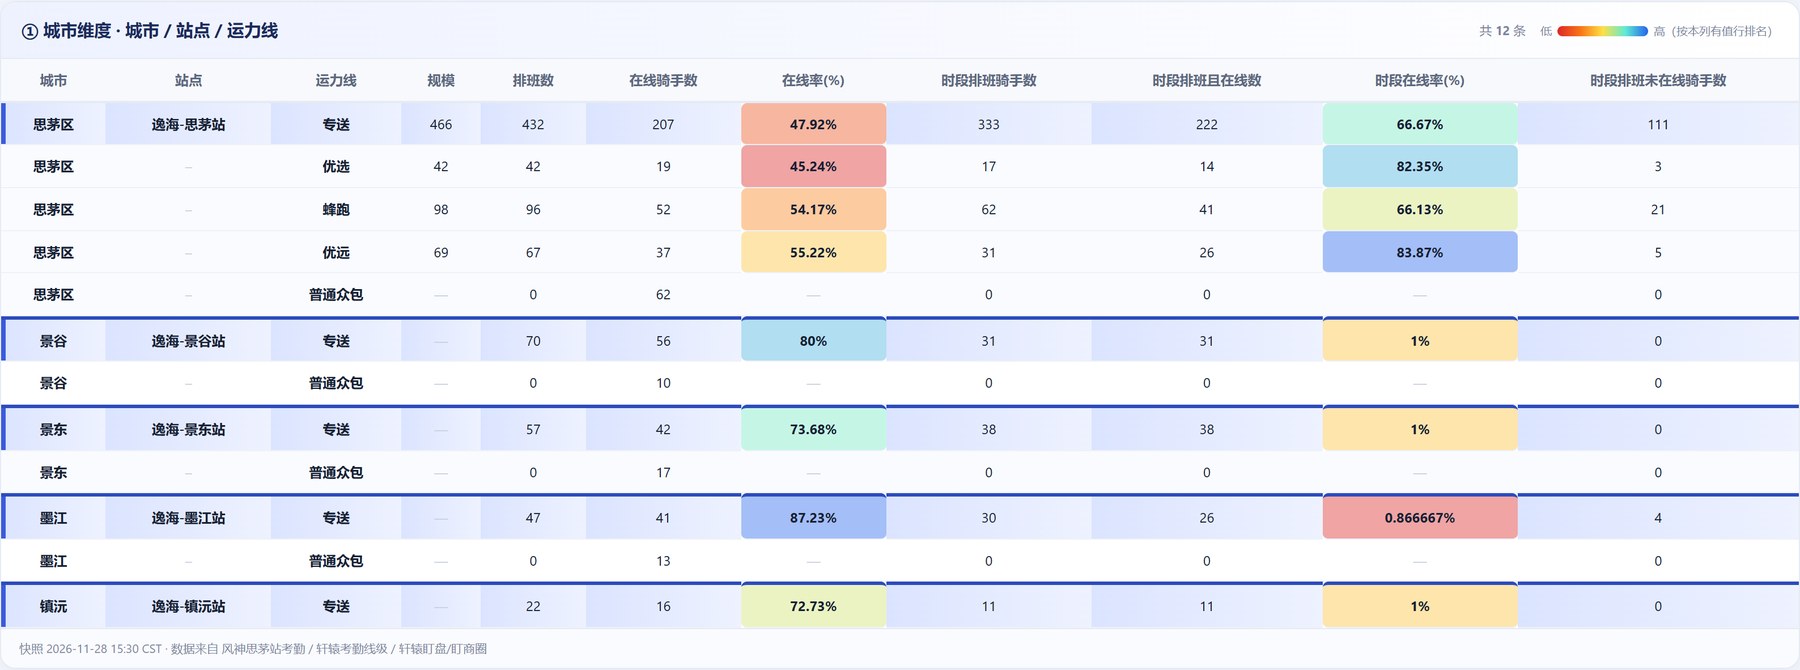 ① 城市维度 · 城市 / 站点 / 运力线
共 12 条 低 高 (按本列有值行排名)
城市 站点 运力线 规模 排班数 在线骑手数 在线率(%) 时段排班骑手数 时段排班且在线数 时段在线率(%) 时段排班未在线骑手数
思茅区 逸海-思茅站 专送 466 432 207 47.92% 333 222 66.67% 111
思茅区 – 优选 42 42 19 45.24% 17 14 82.35% 3
思茅区 – 蜂跑 98 96 52 54.17% 62 41 66.13% 21
思茅区 – 优远 69 67 37 55.22% 31 26 83.87% 5
思茅区 – 普通众包 — 0 62 — 0 0 — 0
景谷 逸海-景谷站 专送 — 70 56 80% 31 31 1% 0
景谷 – 普通众包 — 0 10 — 0 0 — 0
景东 逸海-景东站 专送 — 57 42 73.68% 38 38 1% 0
景东 – 普通众包 — 0 17 — 0 0 — 0
墨江 逸海-墨江站 专送 — 47 41 87.23% 30 26 0.866667% 4
墨江 – 普通众包 — 0 13 — 0 0 — 0
镇沅 逸海-镇沅站 专送 — 22 16 72.73% 11 11 1% 0
快照 2026-11-28 15:30 CST · 数据来自 风神思茅站考勤 / 轩辕考勤线级 / 轩辕盯盘/盯商圈